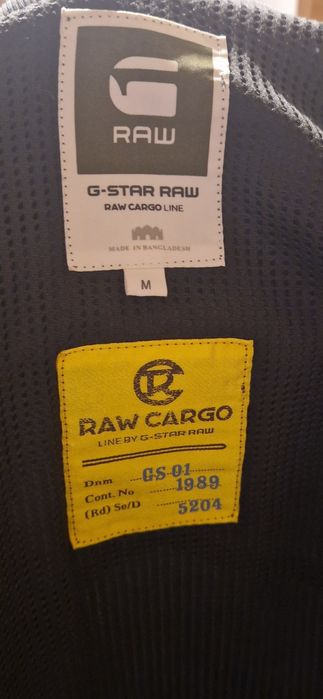 RAW
G-STAR RAW
RAW CARGO LINE
MADE IN BANGLADESH
M
RAW CARGO
LINE BY G-STAR RAW
Dnm GS 01
Cont. No 1989
(Rd) Se/D 5204